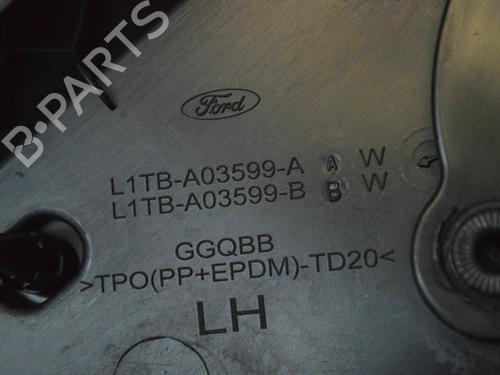 B-PARTS
Ford
L1TB-A03599-A A W
L1TB-A03599-B B W
GGQBB
>TPO(PP+EPDM)-TD20<
LH